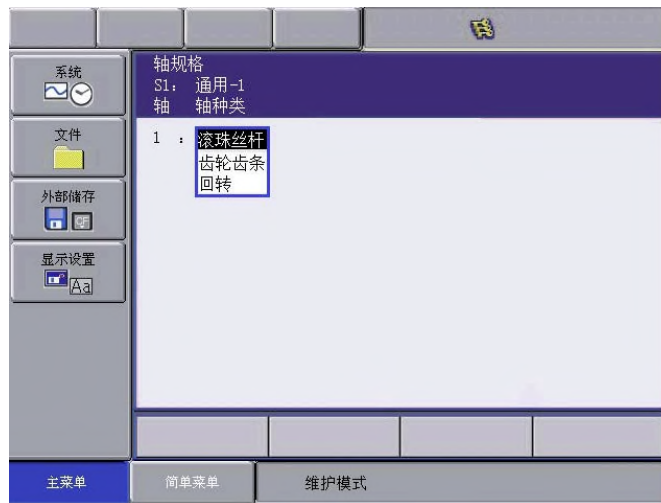 系统
文件
外部储存
CF
显示设置
Aa
轴规格
S1: 通用-1
轴 轴种类
1 : 滚珠丝杆
齿轮齿条
回转
主菜单
简单菜单
维护模式